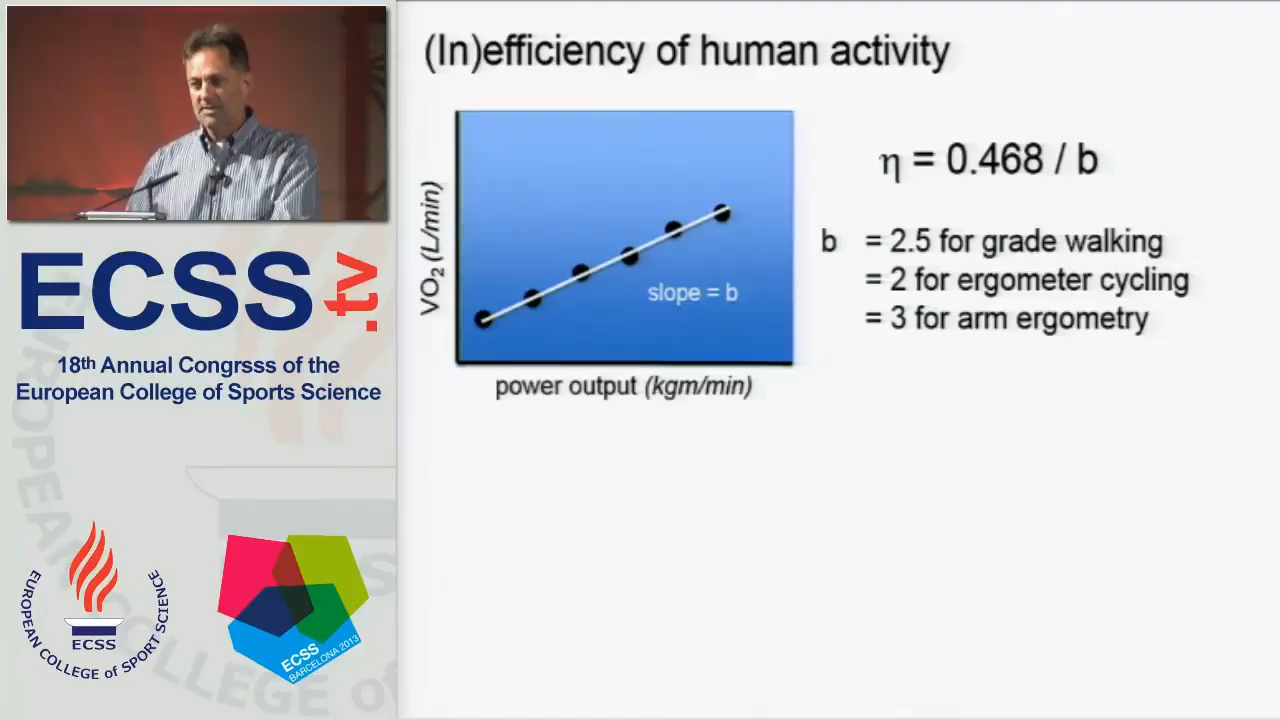 (In)efficiency of human activity
VO2 (L/min)
slope = b
power output (kgm/min)
η = 0.468 / b
b = 2.5 for grade walking
= 2 for ergometer cycling
= 3 for arm ergometry
ECSS.tv
18th Annual Congrsss of the
European College of Sports Science
EUROPEAN COLLEGE of SPORT SCIENCE
ECSS
ECSS
BARCELONA 2013